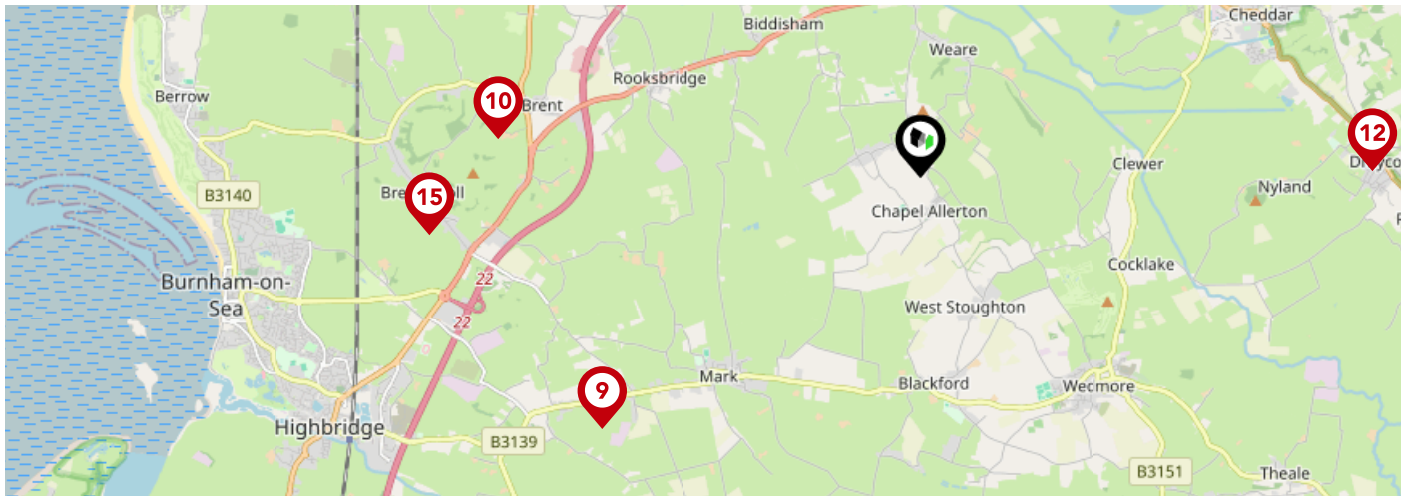 Cheddar
Biddisham
Weare
Rooksbridge
Berrow
10
Brent
12
Clewer
B3140
15
Nyland
Chapel Allerton
Cocklake
Burnham-on-
Sea
22
22
West Stoughton
9
Mark
Blackford
Highbridge
B3139
B3151
Theale